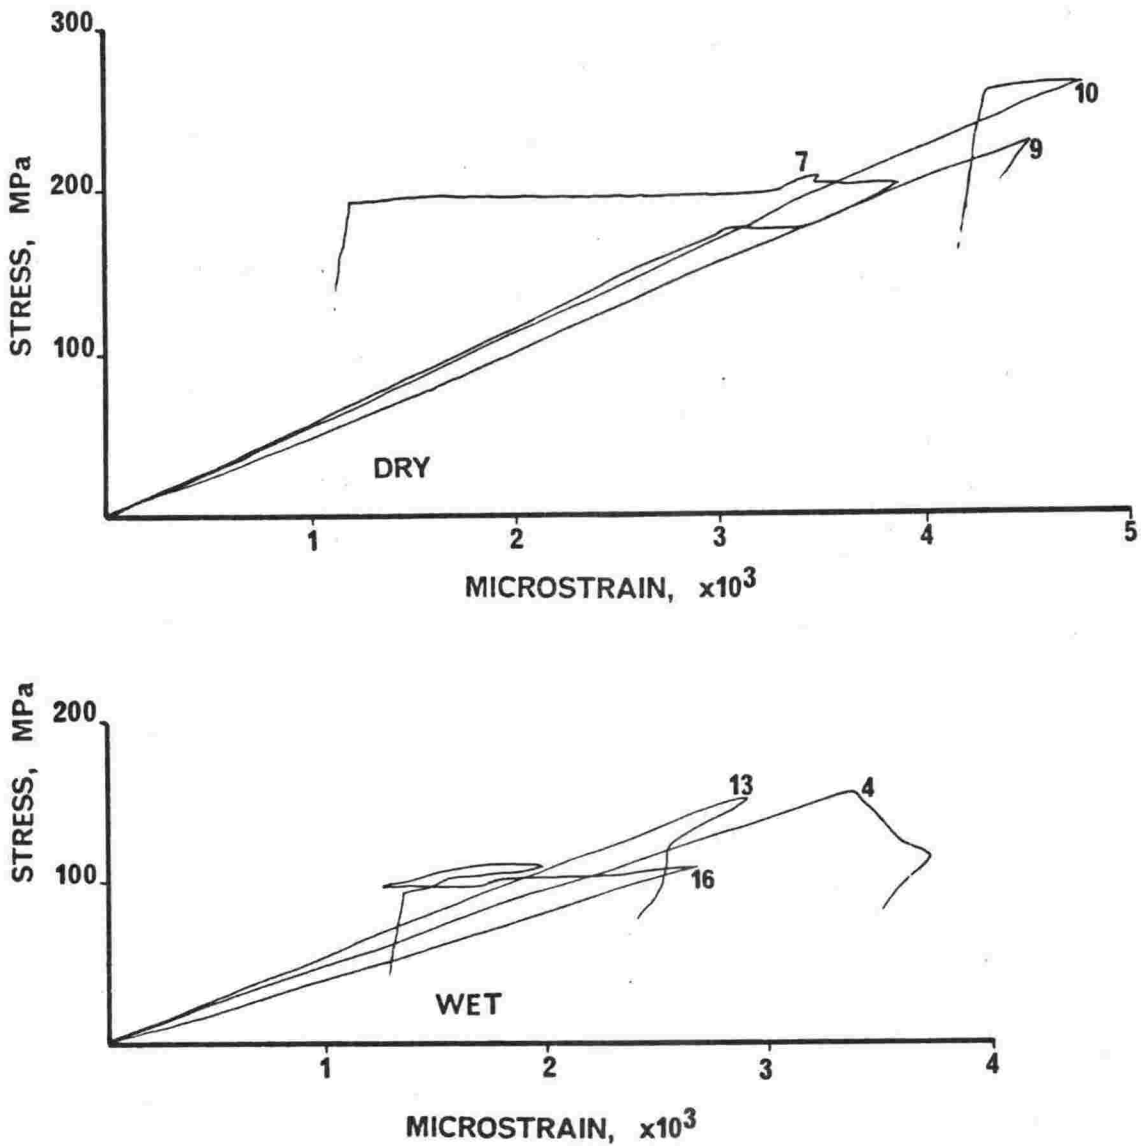 300
STRESS, MPa
200
100
7
10
9
DRY
1 2 3 4 5
MICROSTRAIN, x10³
STRESS, MPa
200
100
13 4
16
WET
1 2 3 4
MICROSTRAIN, x10³